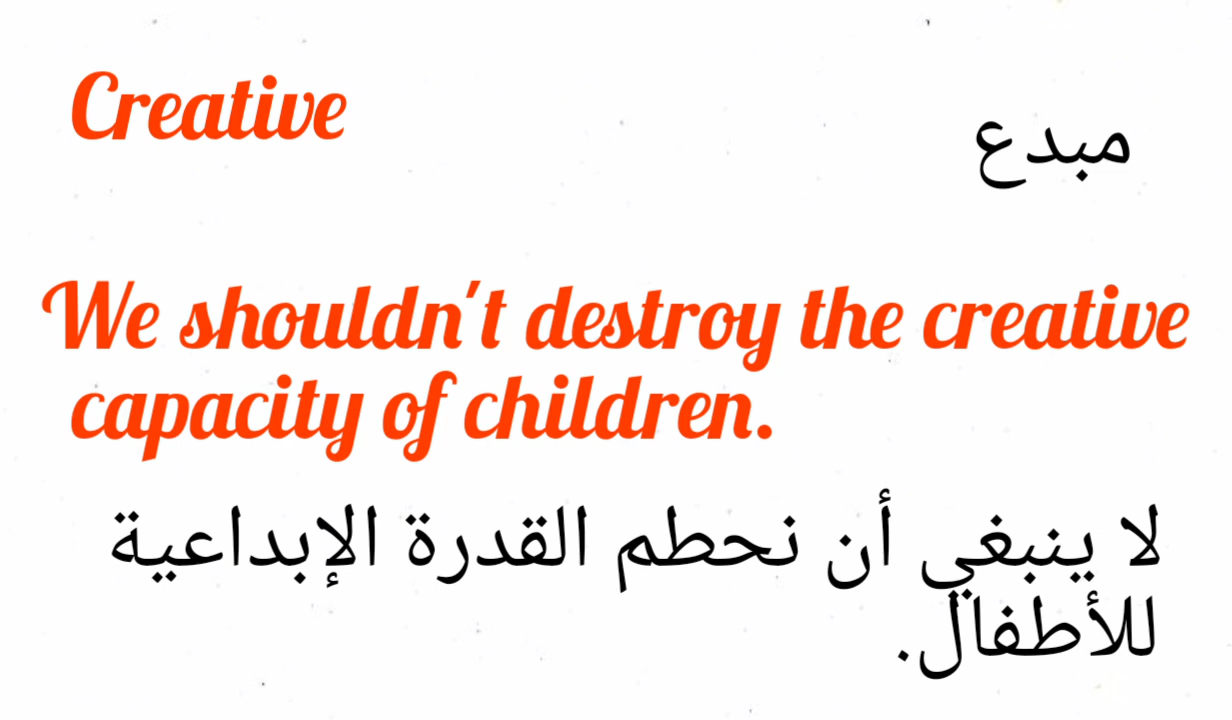 Creative
مبدع
We shouldn't destroy the creative
capacity of children.
لا ينبغي أن نحطم القدرة الإبداعية
للأطفال.